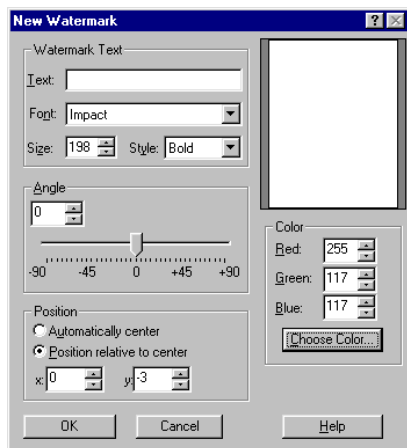 New Watermark
Watermark Text
Text:
Font: Impact
Size: 198 Style: Bold
Angle
0
-90 -45 0 +45 +90
Position
Automatically center
Position relative to center
x: 0 y: -3
Color
Red: 255
Green: 117
Blue: 117
Choose Color...
OK Cancel Help